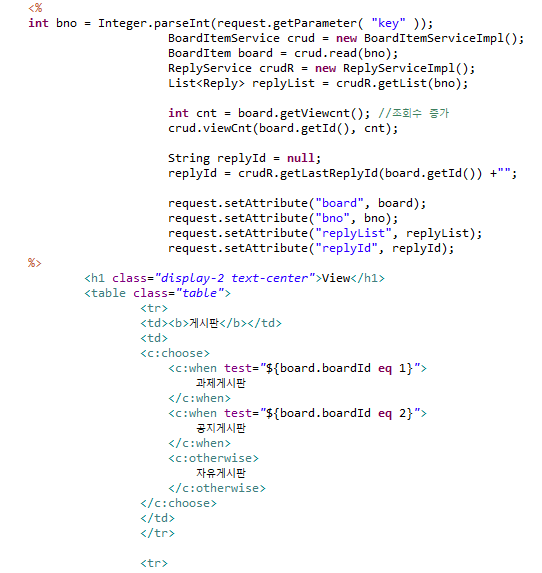 <%
int bno = Integer.parseInt(request.getParameter( "key" ));
BoardItemService crud = new BoardItemServiceImpl();
BoardItem board = crud.read(bno);
ReplyService crudR = new ReplyServiceImpl();
List<Reply> replyList = crudR.getList(bno);
int cnt = board.getViewcnt(); //조회수 증가
crud.viewCnt(board.getId(), cnt);
String replyId = null;
replyId = crudR.getLastReplyId(board.getId()) +"";
request.setAttribute("board", board);
request.setAttribute("bno", bno);
request.setAttribute("replyList", replyList);
request.setAttribute("replyId", replyId);
%>
<h1 class="display-2 text-center">View</h1>
<table class="table">
<tr>
<td><b>게시판</b></td>
<td>
<c:choose>
<c:when test="${board.boardId eq 1}">
과제게시판
</c:when>
<c:when test="${board.boardId eq 2}">
공지게시판
</c:when>
<c:otherwise>
자유게시판
</c:otherwise>
</c:choose>
</td>
</tr>
<tr>